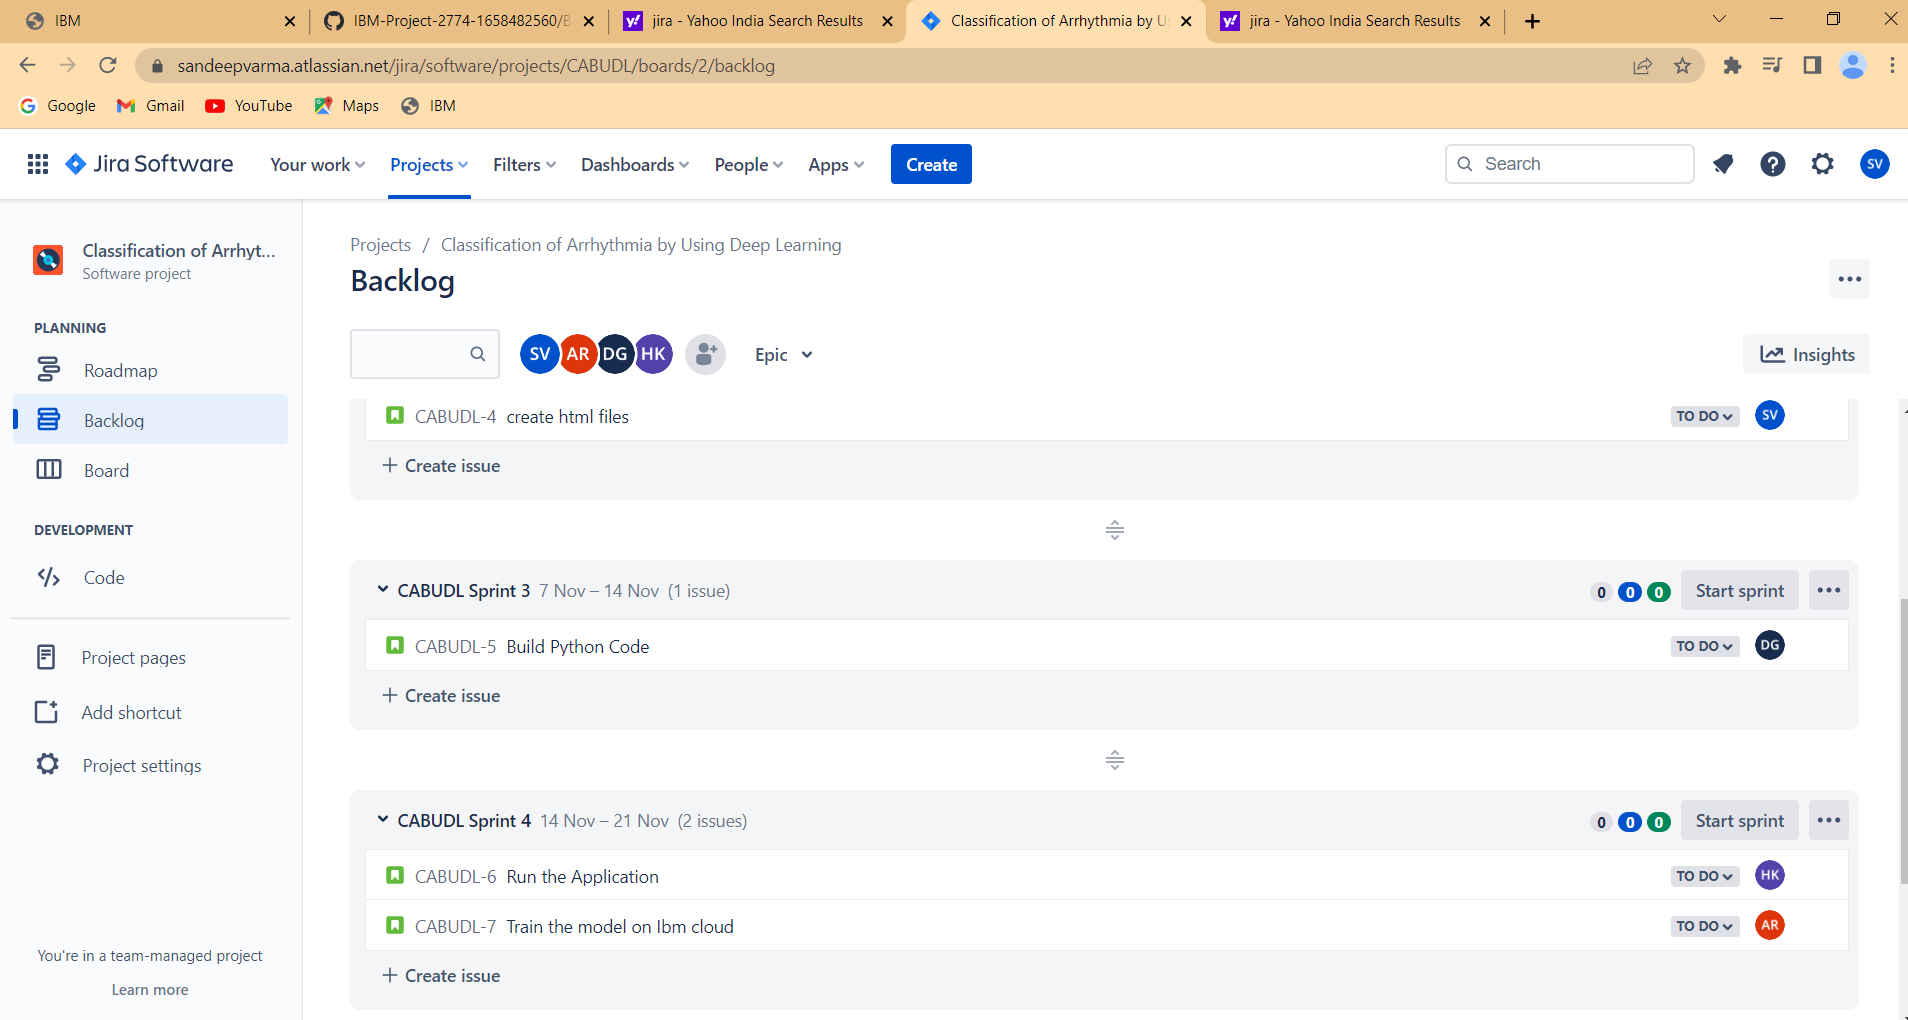 IBM
IBM-Project-2774-1658482560/B
jira - Yahoo India Search Results
Classification of Arrhythmia by Us
jira - Yahoo India Search Results
sandeepvarma.atlassian.net/jira/software/projects/CABUDL/boards/2/backlog
Google Gmail YouTube Maps IBM
Jira Software Your work Projects Filters Dashboards People Apps Create Search SV
Classification of Arrhyt...
Software project
PLANNING
Roadmap
Backlog
Board
DEVELOPMENT
Code
Project pages
Add shortcut
Project settings
You're in a team-managed project
Learn more
Projects / Classification of Arrhythmia by Using Deep Learning
Backlog
SV AR DG HK Epic Insights
CABUDL-4 create html files TO DO SV
+ Create issue
CABUDL Sprint 3 7 Nov – 14 Nov (1 issue) 0 0 0 Start sprint
CABUDL-5 Build Python Code TO DO DG
+ Create issue
CABUDL Sprint 4 14 Nov – 21 Nov (2 issues) 0 0 0 Start sprint
CABUDL-6 Run the Application TO DO HK
CABUDL-7 Train the model on Ibm cloud TO DO AR
+ Create issue